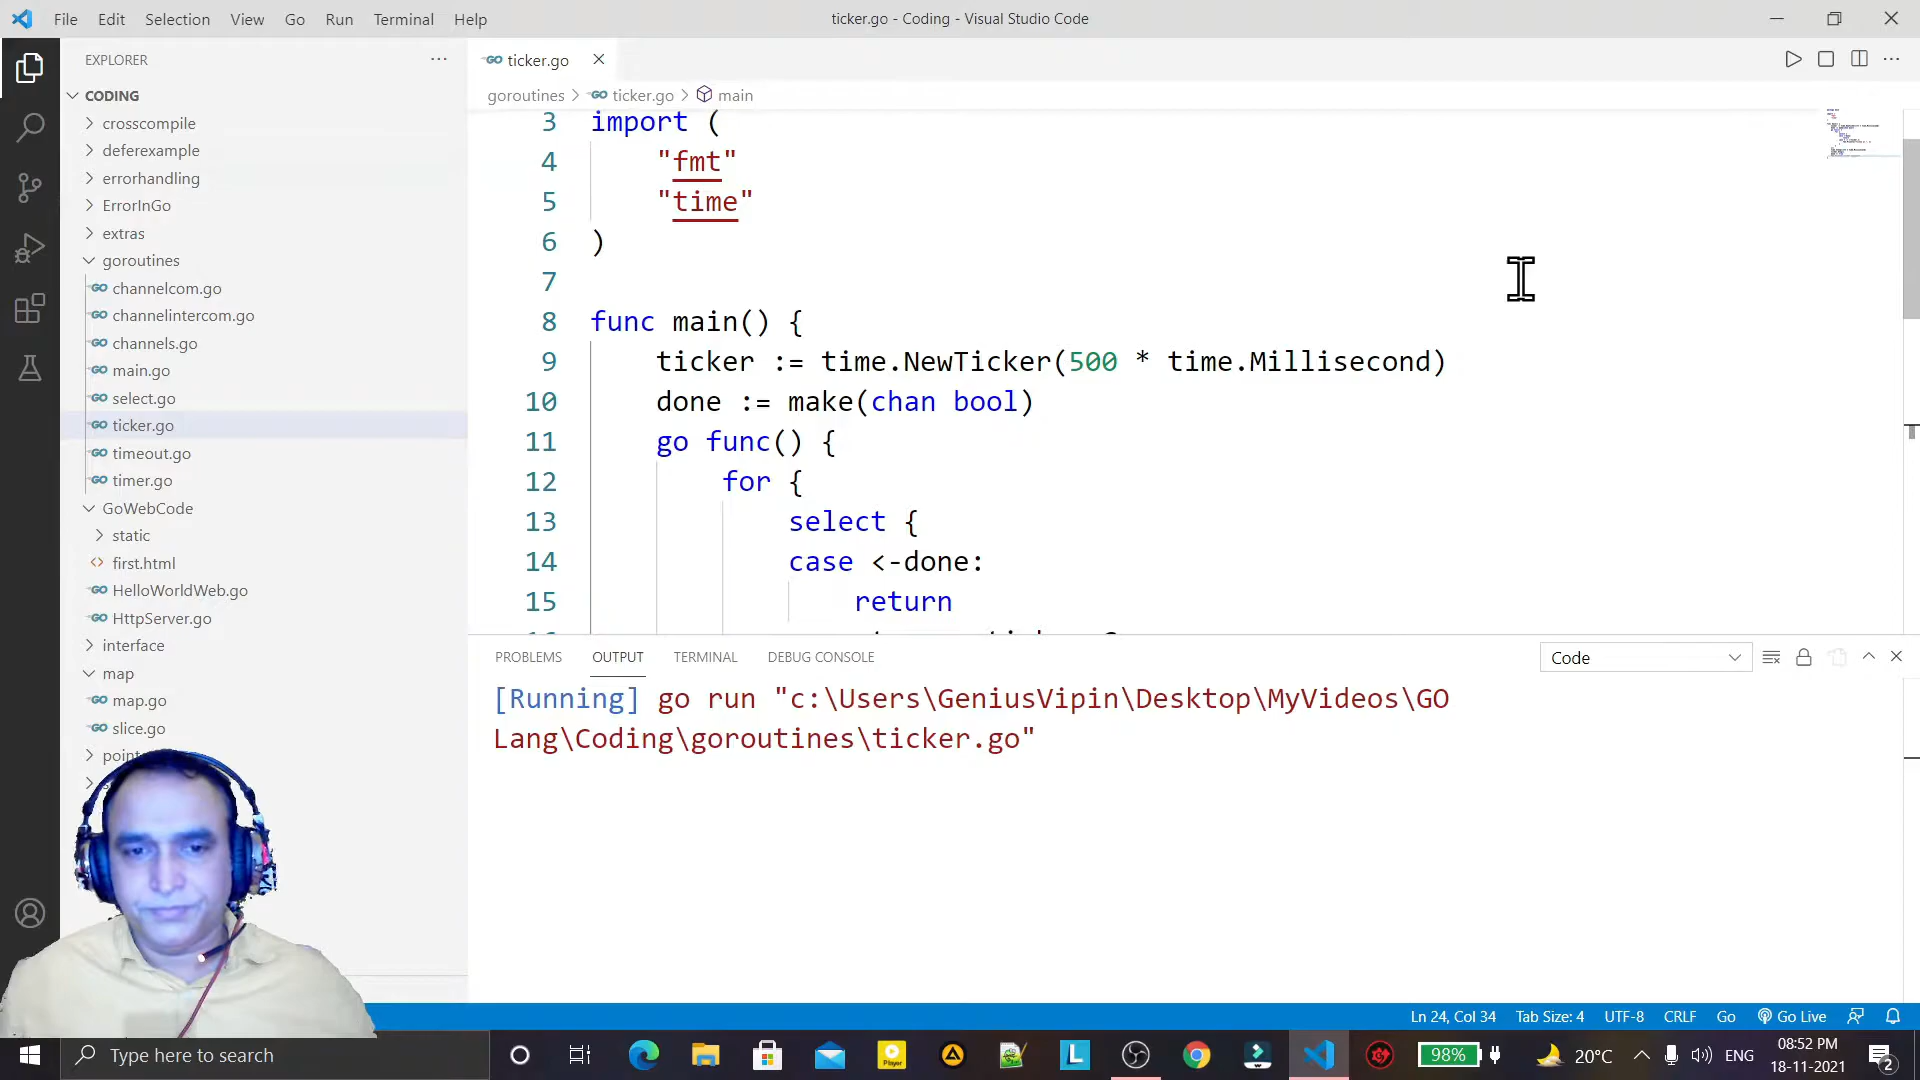 File Edit Selection View Go Run Terminal Help
ticker.go - Coding - Visual Studio Code
EXPLORER
CODING
crosscompile
deferexample
errorhandling
ErrorInGo
extras
goroutines
channelcom.go
channelintercom.go
channels.go
main.go
select.go
ticker.go
timeout.go
timer.go
GoWebCode
static
first.html
HelloWorldWeb.go
HttpServer.go
interface
map
map.go
slice.go
ticker.go
goroutines > ticker.go > main
3 import (
4 "fmt"
5 "time"
6 )
7
8 func main() {
9 ticker := time.NewTicker(500 * time.Millisecond)
10 done := make(chan bool)
11 go func() {
12 for {
13 select {
14 case <-done:
15 return
PROBLEMS OUTPUT TERMINAL DEBUG CONSOLE
Code
[Running] go run "c:\Users\GeniusVipin\Desktop\MyVideos\GO
Lang\Coding\goroutines\ticker.go"
Ln 24, Col 34 Tab Size: 4 UTF-8 CRLF Go Go Live
Type here to search
Player
L
98%
20°C
ENG
08:52 PM
18-11-2021
2